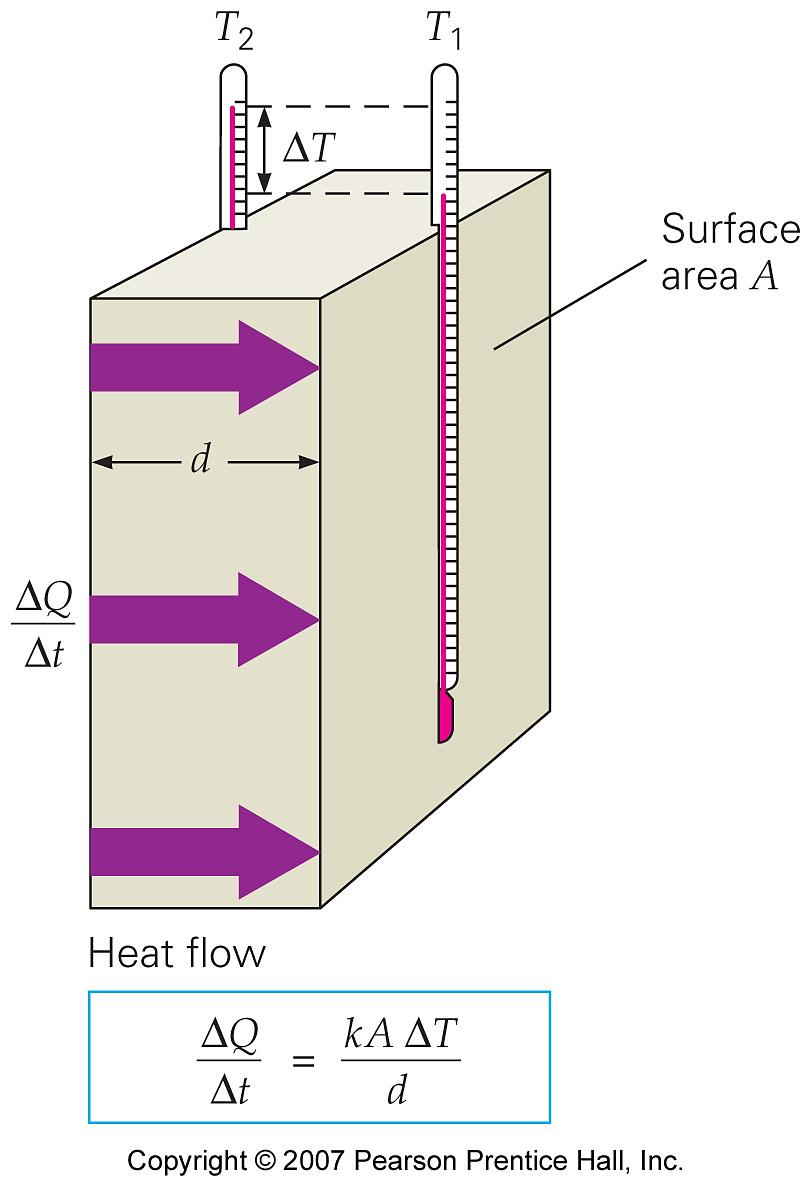 T₂ T₁
ΔT
Surface
area A
d
ΔQ
Δt
Heat flow
ΔQ/Δt = kA ΔT/d
Copyright © 2007 Pearson Prentice Hall, Inc.